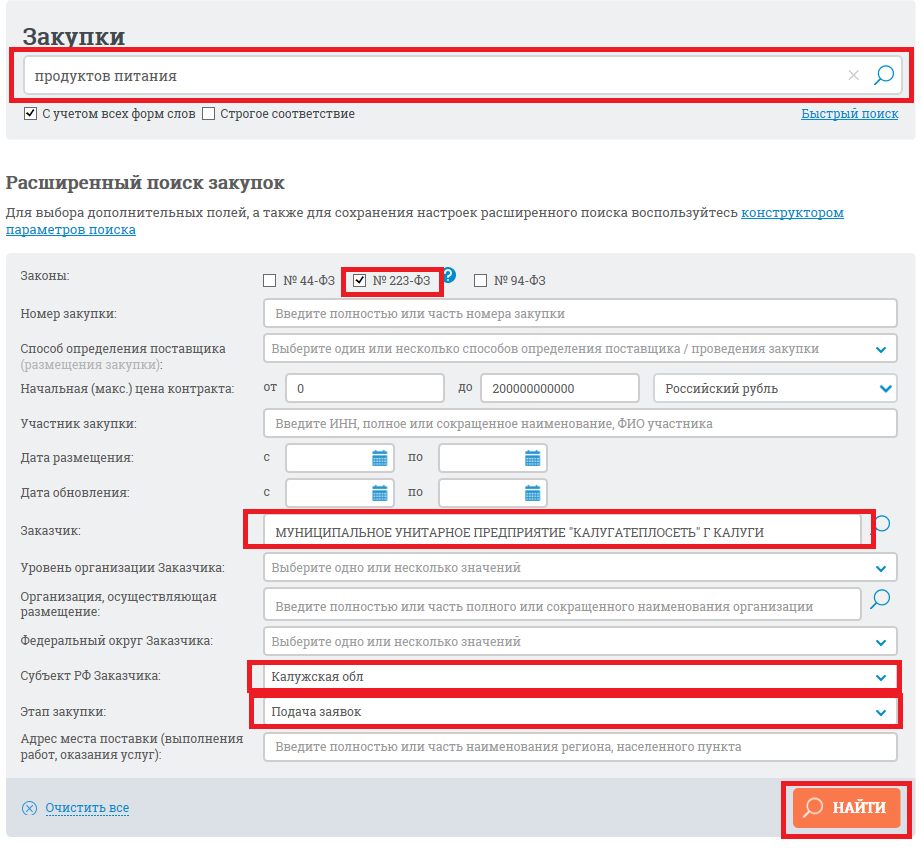 Закупки
продуктов питания
С учетом всех форм слов Строгое соответствие Быстрый поиск
Расширенный поиск закупок
Для выбора дополнительных полей, а также для сохранения настроек расширенного поиска воспользуйтесь конструктором
параметров поиска
Законы: № 44-ФЗ № 223-ФЗ ? № 94-ФЗ
Номер закупки: Введите полностью или часть номера закупки
Способ определения поставщика
(размещения закупки): Выберите один или несколько способов определения поставщика / проведения закупки
Начальная (макс.) цена контракта: от 0 до 200000000000 Российский рубль
Участник закупки: Введите ИНН, полное или сокращенное наименование, ФИО участника
Дата размещения: с по
Дата обновления: с по
Заказчик: МУНИЦИПАЛЬНОЕ УНИТАРНОЕ ПРЕДПРИЯТИЕ "КАЛУГАТЕПЛОСЕТЬ" Г КАЛУГИ
Уровень организации Заказчика: Выберите одно или несколько значений
Организация, осуществляющая
размещение: Введите полностью или часть полного или сокращенного наименования организации
Федеральный округ Заказчика: Выберите одно или несколько значений
Субъект РФ Заказчика: Калужская обл
Этап закупки: Подача заявок
Адрес места поставки (выполнения
работ, оказания услуг): Введите полностью или часть наименования региона, населенного пункта
Очистить все НАЙТИ